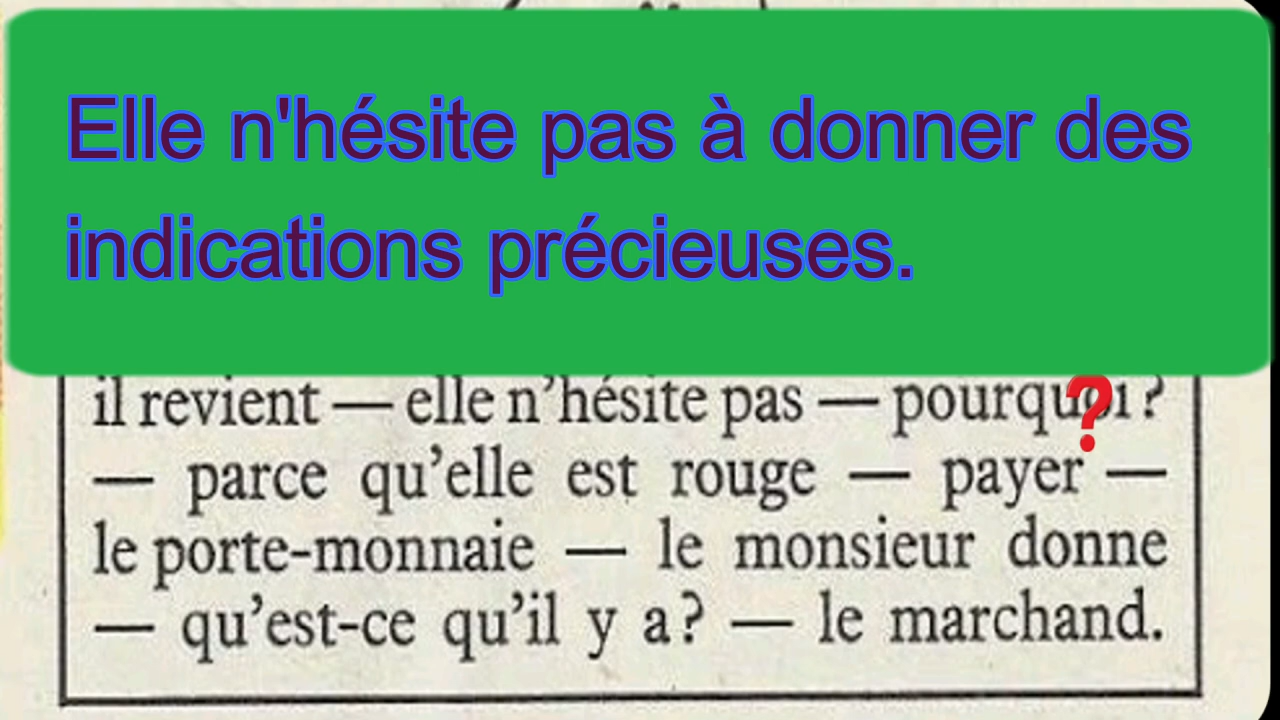 Elle n'hésite pas à donner des
indications précieuses.
il revient — elle n'hésite pas — pourquoi ?
— parce qu'elle est rouge — payer —
le porte-monnaie — le monsieur donne
— qu'est-ce qu'il y a ? — le marchand.